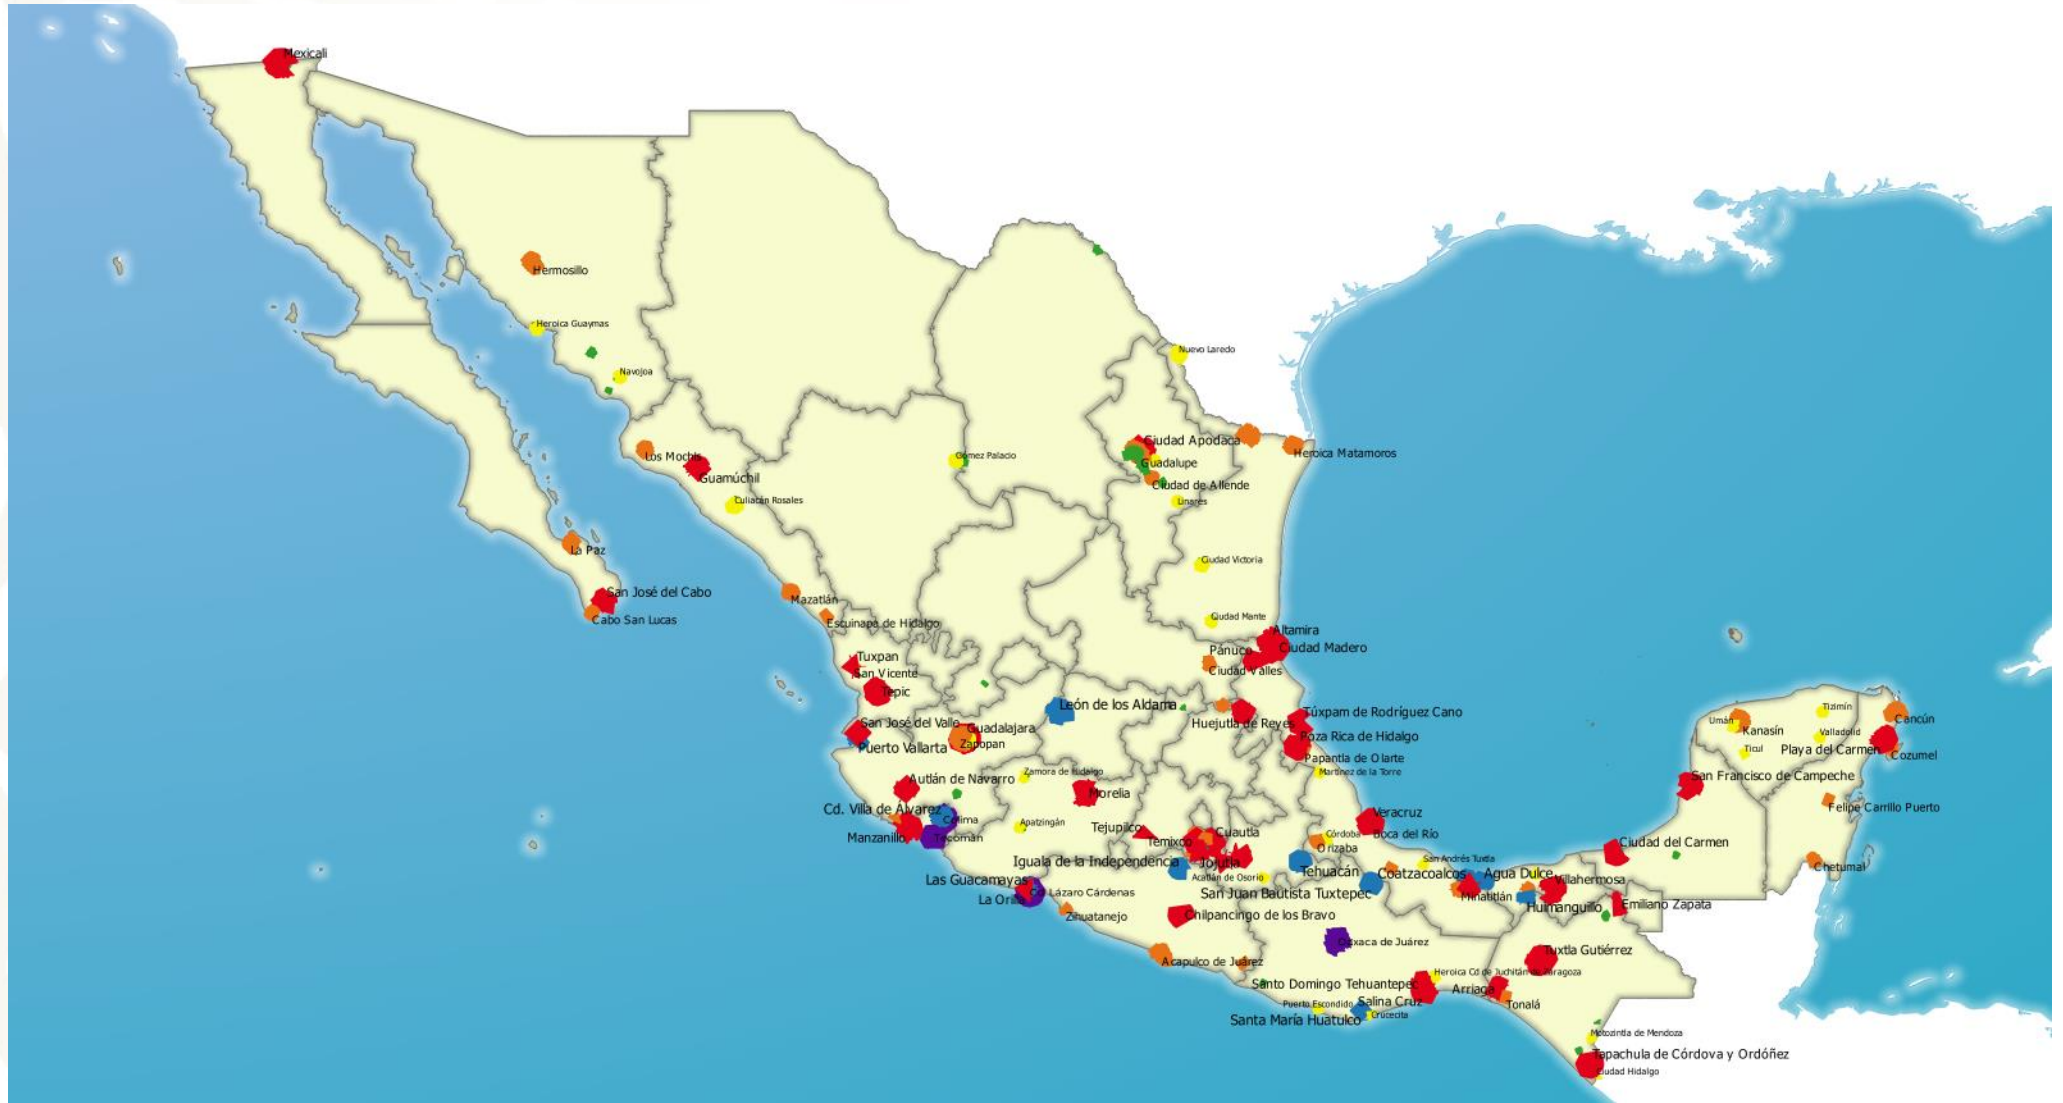 Mexicali
Hermosillo
Heroica Guaymas
Nuevo Laredo
Navojoa
Ciudad Apodaca
Heroica Matamoros
Los Mochis
Gómez Palacio
Guadalupe
Guamúchil
Ciudad de Allende
Culiacán Rosales
Linares
La Paz
Ciudad Victoria
San José del Cabo
Mazatlán
Cabo San Lucas
Ciudad Mante
Escuinapa de Hidalgo
Altamira
Pánuco
Ciudad Madero
Tuxpan
Ciudad Valles
San Vicente
Tepic
León de los Aldama
Tizimín
Túxpam de Rodríguez Cano
Cancún
Umán
San José del Valle
Huejutla de Reyes
Guadalajara
Kanasín
Valladolid
Poza Rica de Hidalgo
Puerto Vallarta
Zapopan
Ticul
Playa del Carmen
Cozumel
Papantla de Olarte
Zamora de Hidalgo
Martínez de la Torre
San Francisco de Campeche
Autlán de Navarro
Morelia
Cd. Villa de Álvarez
Felipe Carrillo Puerto
Veracruz
Colima
Apatzingán
Tejupilco
Cuautla
Córdoba
Boca del Río
Manzanillo
Tecomán
Temixco
Orizaba
Ciudad del Carmen
Iguala de la Independencia
Jojutla
San Andrés Tuxtla
Chetumal
Tehuacán
Coatzacoalcos
Agua Dulce
Acatlán de Osorio
Las Guacamayas
Villahermosa
Cd Lázaro Cárdenas
San Juan Bautista Tuxtepec
Minatitlán
La Orilla
Huimanguillo
Emiliano Zapata
Zihuatanejo
Chilpancingo de los Bravo
Oaxaca de Juárez
Tuxtla Gutiérrez
Acapulco de Juárez
Heroica Cd de Juchitán de Zaragoza
Santo Domingo Tehuantepec
Arriaga
Puerto Escondido
Salina Cruz
Tonalá
Santa María Huatulco
Crucecita
Motozintla de Mendoza
Tapachula de Córdova y Ordóñez
Ciudad Hidalgo